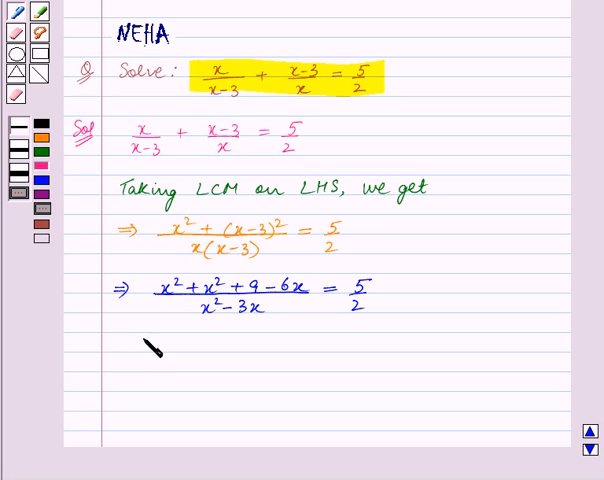 NEHA
Q Solve: x/(x-3) + (x-3)/x = 5/2
Sol x/(x-3) + (x-3)/x = 5/2
Taking LCM on LHS, we get
⇒ (x² + (x-3)²)/(x(x-3)) = 5/2
⇒ (x² + x² + 9 - 6x)/(x² - 3x) = 5/2